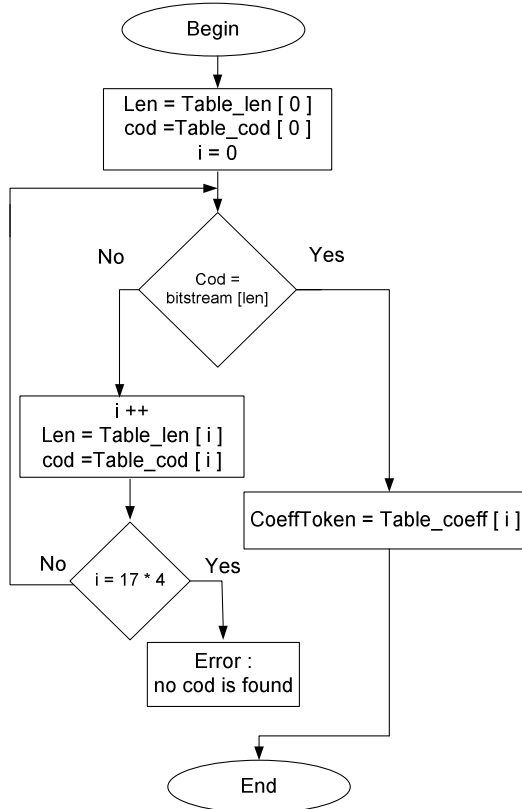 Begin
Len = Table_len [ 0 ]
cod =Table_cod [ 0 ]
i = 0
No
Yes
Cod =
bitstream [len]
i ++
Len = Table_len [ i ]
cod =Table_cod [ i ]
CoeffToken = Table_coeff [ i ]
No
i = 17 * 4
Yes
Error :
no cod is found
End